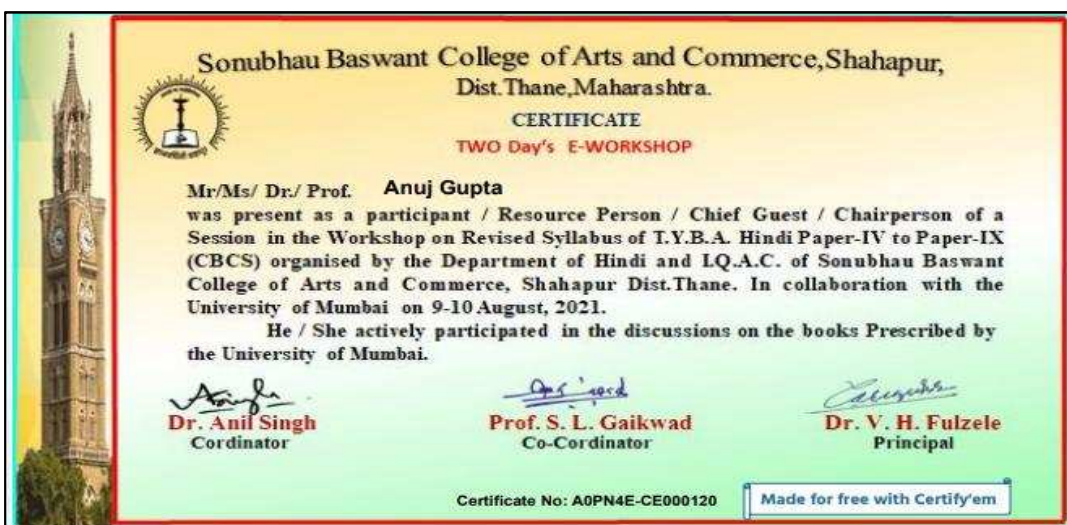 Sonubhau Baswant College of Arts and Commerce,Shahapur,
Dist.Thane,Maharashtra.
CERTIFICATE
TWO Day's E-WORKSHOP
Mr/Ms/ Dr./ Prof. Anuj Gupta
was present as a participant / Resource Person / Chief Guest / Chairperson of a
Session in the Workshop on Revised Syllabus of T.Y.B.A. Hindi Paper-IV to Paper-IX
(CBCS) organised by the Department of Hindi and I.Q.A.C. of Sonubhau Baswant
College of Arts and Commerce, Shahapur Dist.Thane. In collaboration with the
University of Mumbai on 9-10 August, 2021.
He / She actively participated in the discussions on the books Prescribed by
the University of Mumbai.
Dr. Anil Singh
Cordinator
Prof. S. L. Gaikwad
Co-Cordinator
Dr. V. H. Fulzele
Principal
Certificate No: A0PN4E-CE000120
Made for free with Certify'em